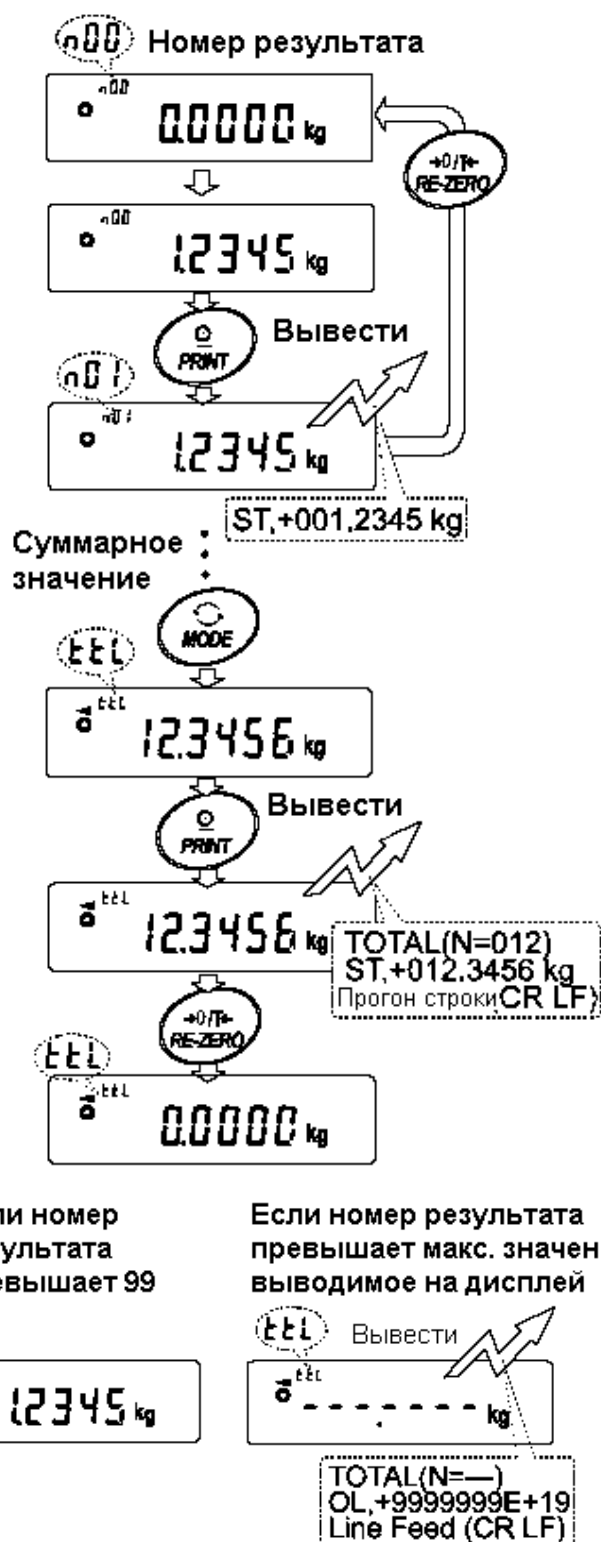 n00 Номер результата
n00
0.0000 kg
→0/T←
RE-ZERO
n00
1.2345 kg
PRINT
Вывести
n01
n01
1.2345 kg
ST,+001.2345 kg
Суммарное
значение
MODE
ttL
ttL
12.3456 kg
PRINT
Вывести
ttL
12.3456 kg
TOTAL(N=012)
ST,+012.3456 kg
Прогон строки(CR LF)
→0/T←
RE-ZERO
ttL
ttL
0.0000 kg
ли номер
зультата
евышает 99
1.2345 kg
Если номер результата
превышает макс. значен
выводимое на дисплей
ttL Вывести
ttL
- - - - . - - - kg
TOTAL(N=—)
OL,+9999999E+19
Line Feed (CR LF)